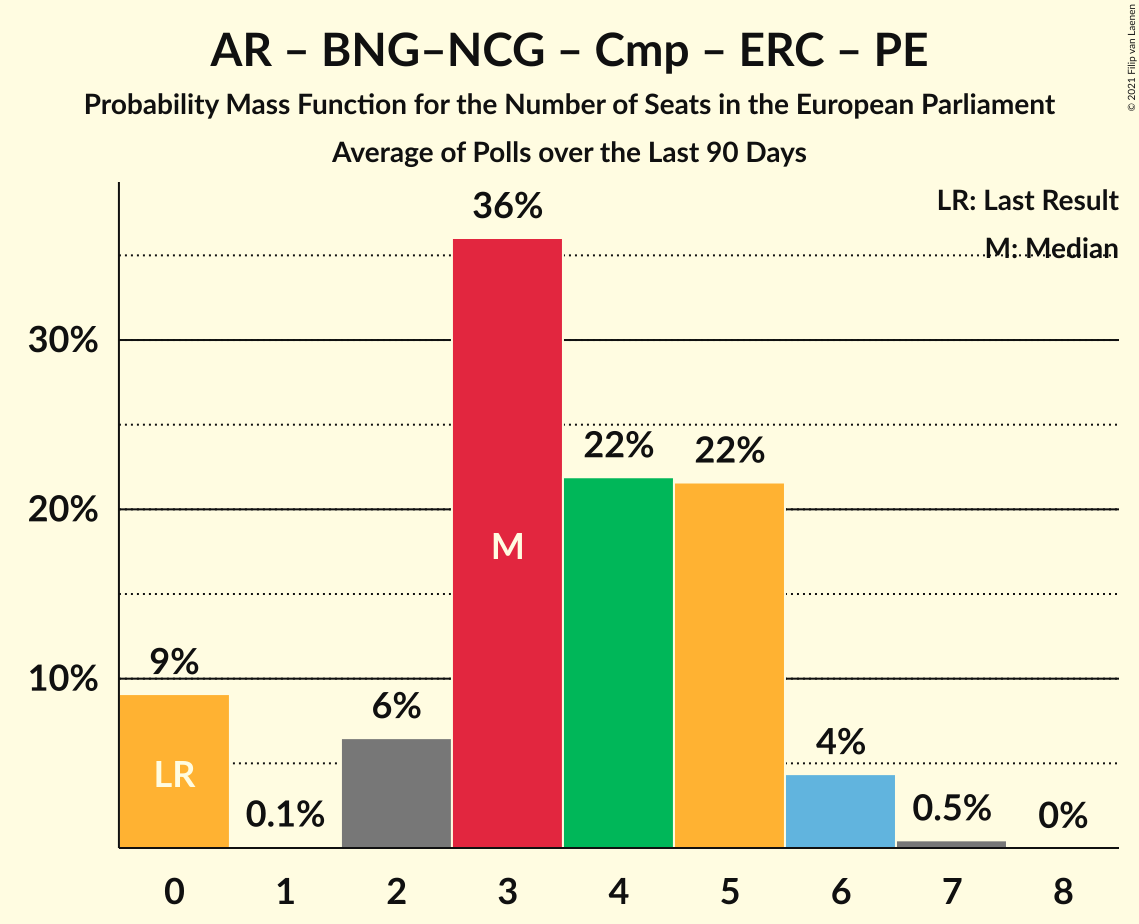 AR – BNG–NCG – Cmp – ERC – PE
Probability Mass Function for the Number of Seats in the European Parliament
Average of Polls over the Last 90 Days
© 2021 Filip van Laenen
LR: Last Result
M: Median
36%
30%
22%
22%
20%
M
9%
10%
6%
4%
LR
0.1%
0.5%
0%
0
1
2
3
4
5
6
7
8